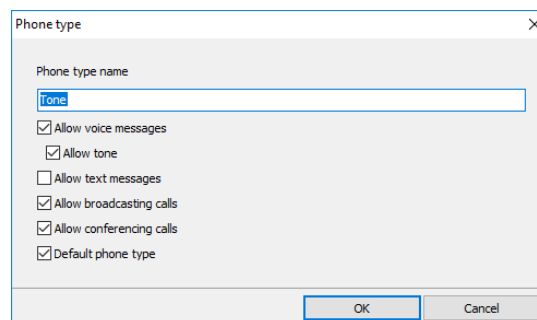 Phone type
Phone type name
Tone
Allow voice messages
Allow tone
Allow text messages
Allow broadcasting calls
Allow conferencing calls
Default phone type
OK Cancel